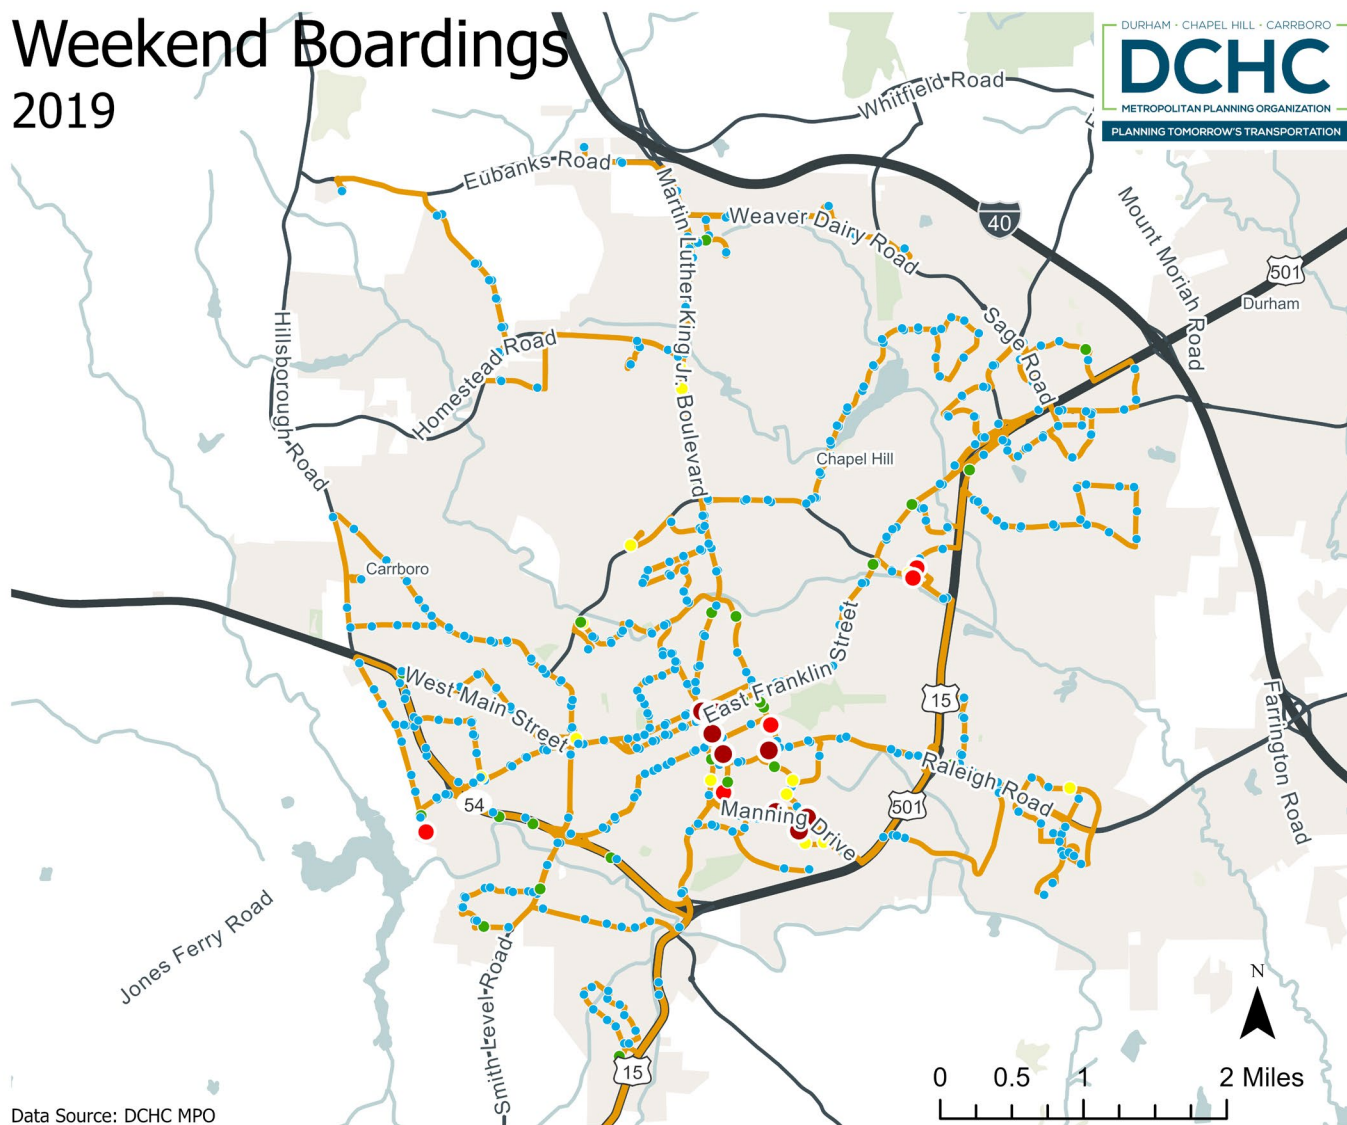 Weekend Boardings
2019
DURHAM · CHAPEL HILL · CARRBORO
DCHC
METROPOLITAN PLANNING ORGANIZATION
PLANNING TOMORROW'S TRANSPORTATION
Whitfield Road
Eubanks Road
Martin Luther King Jr. Boulevard
Weaver Dairy Road
40
Mount Moriah Road
501
Durham
Sage Road
Hillsborough Road
Homestead Road
Chapel Hill
Carrboro
East Franklin Street
West Main Street
15
Farrington Road
Raleigh Road
54
501
Manning Drive
Jones Ferry Road
Smith Level Road
15
N
0 0.5 1 2 Miles
Data Source: DCHC MPO